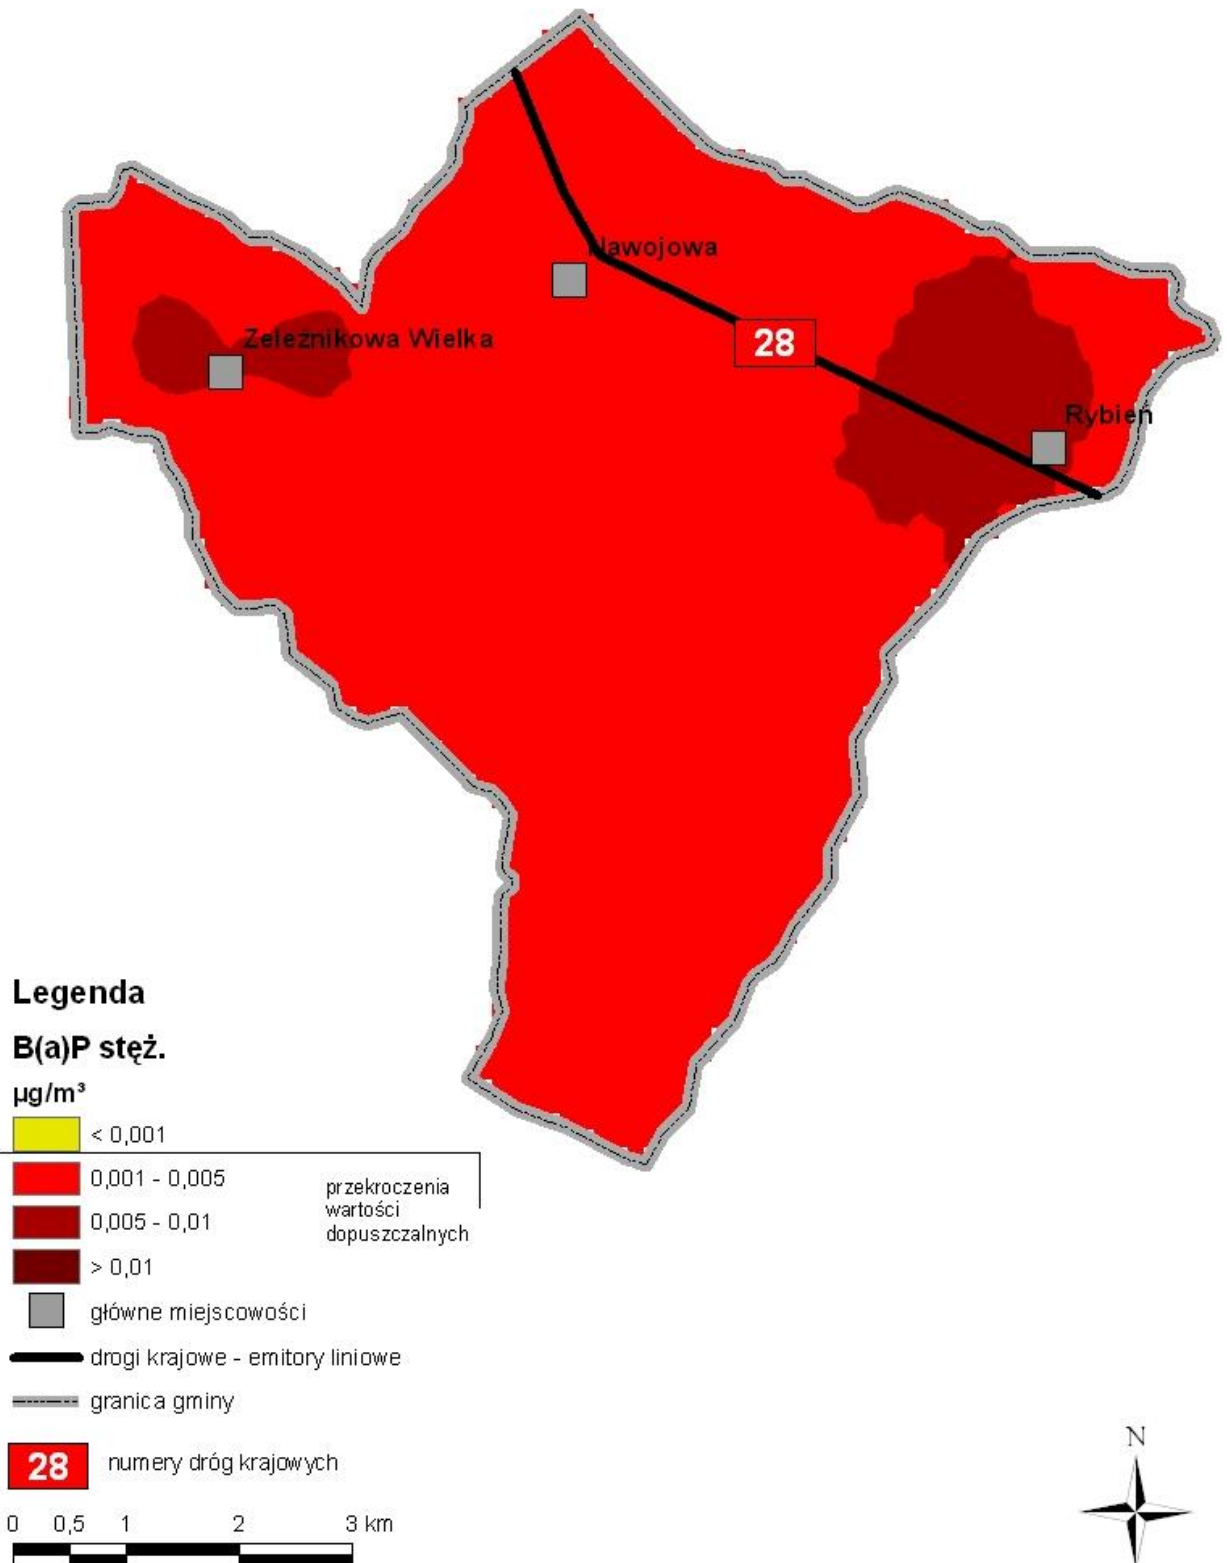 Nawojowa
Żeleźnikowa Wielka
28
Rybień
Legenda
B(a)P stęż.
µg/m³
< 0,001
0,001 - 0,005
0,005 - 0,01
> 0,01
przekroczenia
wartości
dopuszczalnych
główne miejscowości
drogi krajowe - emitory liniowe
granica gminy
28 numery dróg krajowych
0 0,5 1 2 3 km
N